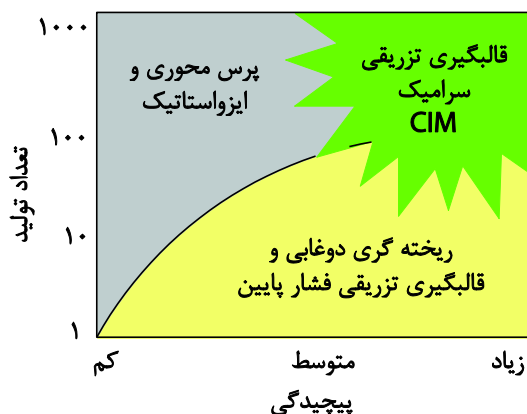 ۱۰۰۰
۱۰۰
۱۰
۱
تعداد تولید
پرس محوری و
ایزواستاتیک
قالبگیری تزریقی
سرامیک
CIM
ریخته گری دوغابی و
قالبگیری تزریقی فشار پایین
کم
متوسط
زیاد
پیچیدگی